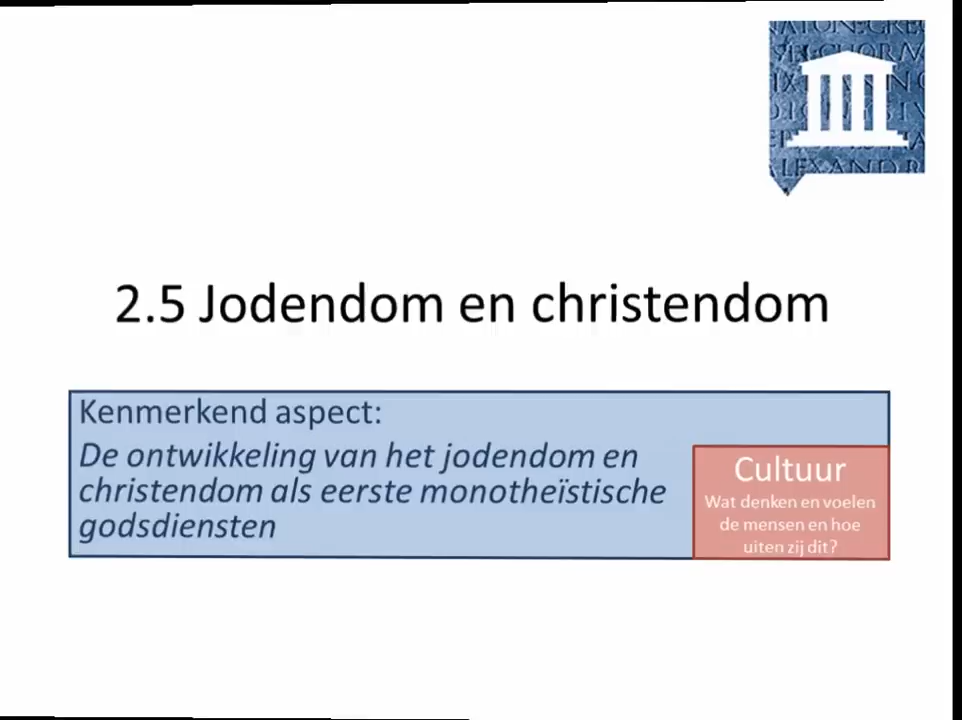 2.5 Jodendom en christendom
Kenmerkend aspect:
De ontwikkeling van het jodendom en
christendom als eerste monotheïstische
godsdiensten
Cultuur
Wat denken en voelen
de mensen en hoe
uiten zij dit?